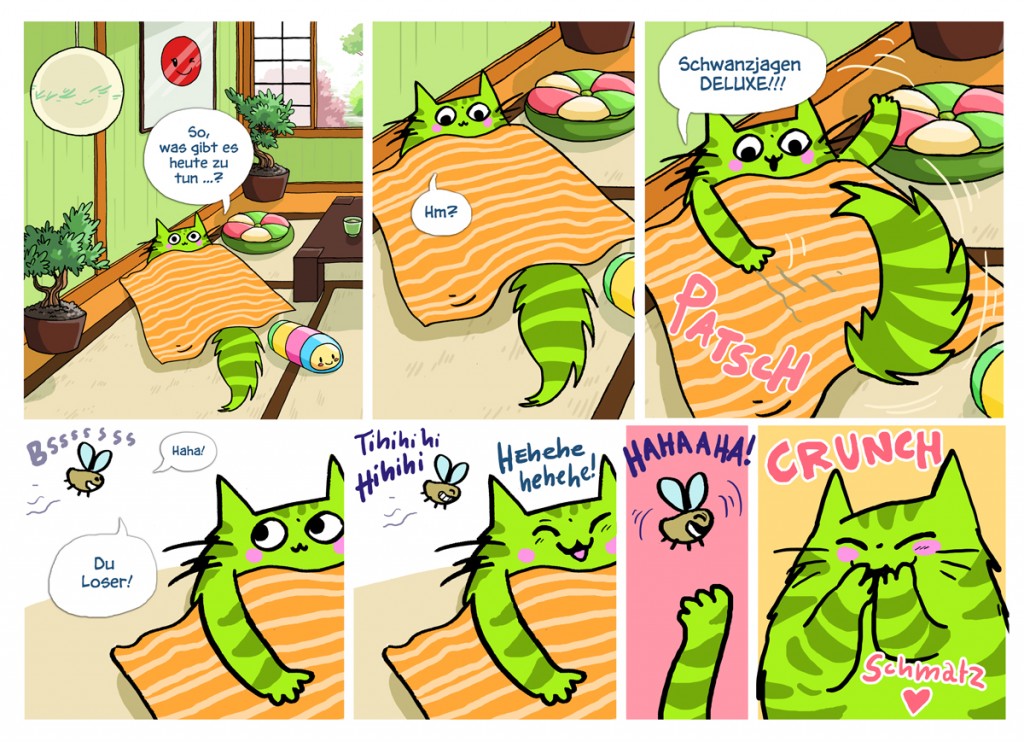 So,
was gibt es
heute zu
tun ...?
Hm?
Schwanzjagen
DELUXE!!!
PATSCH
Bsssssss
Haha!
Du
Loser!
Tihihihi
Hihihi
HEhehe
hehehe!
HAHAAHA!
CRUNCH
Schmatz